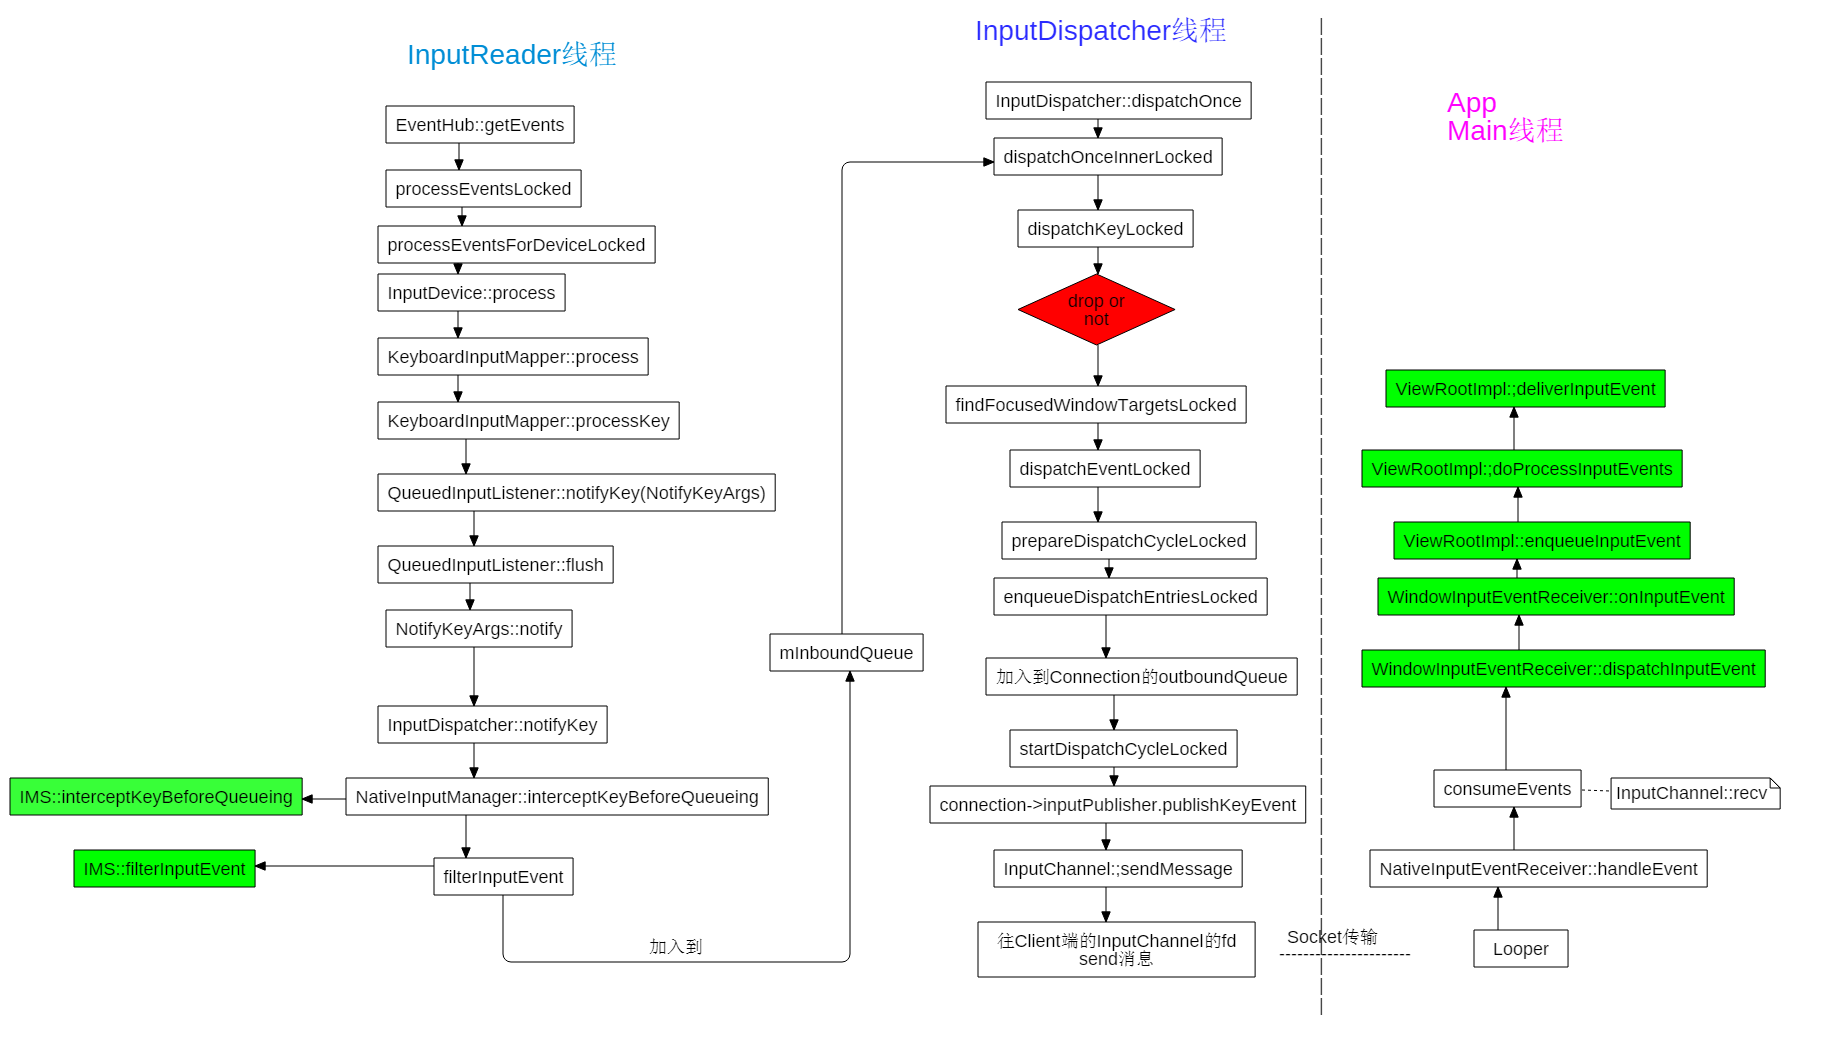 InputReader线程
EventHub::getEvents
processEventsLocked
processEventsForDeviceLocked
InputDevice::process
KeyboardInputMapper::process
KeyboardInputMapper::processKey
QueuedInputListener::notifyKey(NotifyKeyArgs)
QueuedInputListener::flush
NotifyKeyArgs::notify
InputDispatcher::notifyKey
NativeInputManager::interceptKeyBeforeQueueing
IMS::interceptKeyBeforeQueueing
filterInputEvent
IMS::filterInputEvent
加入到
mInboundQueue
InputDispatcher线程
InputDispatcher::dispatchOnce
dispatchOnceInnerLocked
dispatchKeyLocked
drop or
not
findFocusedWindowTargetsLocked
dispatchEventLocked
prepareDispatchCycleLocked
enqueueDispatchEntriesLocked
加入到Connection的outboundQueue
startDispatchCycleLocked
connection->inputPublisher.publishKeyEvent
InputChannel:;sendMessage
往Client端的InputChannel的fd
send消息
Socket传输
App
Main线程
ViewRootImpl:;deliverInputEvent
ViewRootImpl:;doProcessInputEvents
ViewRootImpl::enqueueInputEvent
WindowInputEventReceiver::onInputEvent
WindowInputEventReceiver::dispatchInputEvent
consumeEvents
InputChannel::recv
NativeInputEventReceiver::handleEvent
Looper